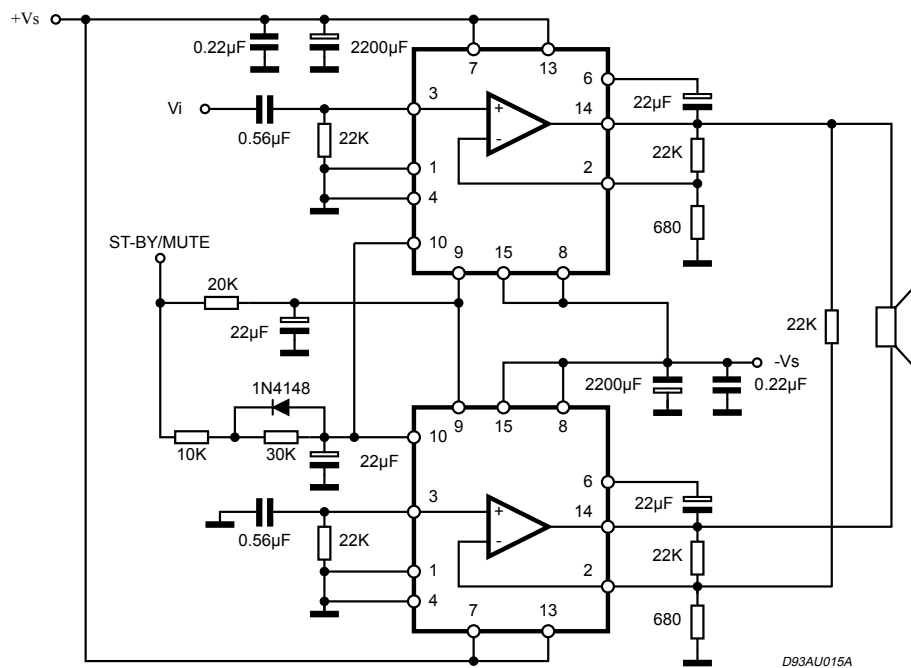 +Vs
0.22µF
2200µF
7
13
6
22µF
Vi
3
+
14
0.56µF
22K
-
22K
1
2
4
680
ST-BY/MUTE
10
9
15
8
20K
22µF
22K
-Vs
1N4148
2200µF
0.22µF
9
15
8
10
10K
30K
22µF
6
22µF
3
+
14
0.56µF
22K
-
22K
1
2
4
7
13
680
D93AU015A